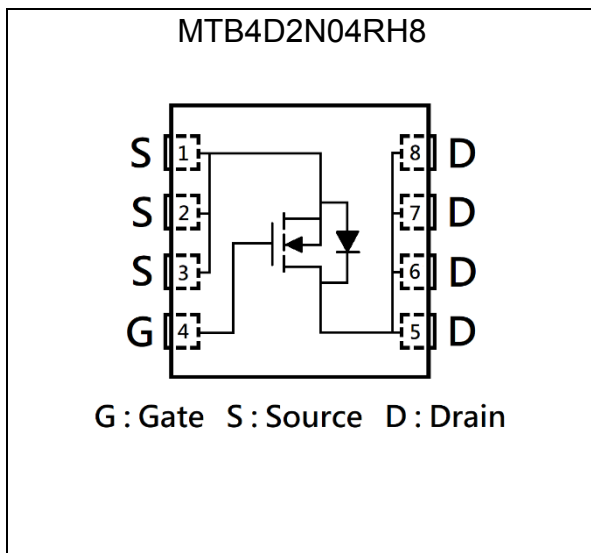 MTB4D2N04RH8
S 1 8 D
S 2 7 D
S 3 6 D
G 4 5 D
G : Gate S : Source D : Drain